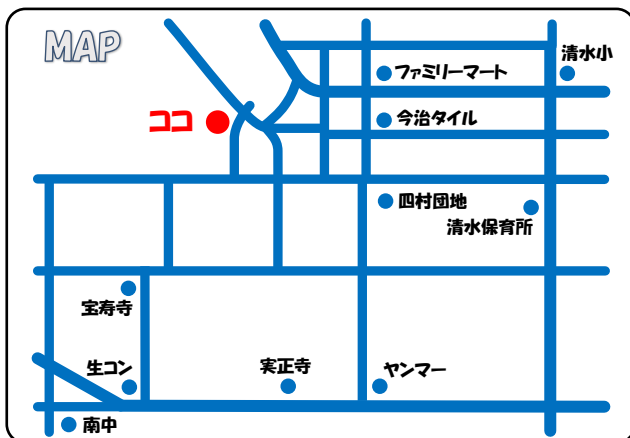 MAP
清水小
ファミリーマート
ココ
今治タイル
四村団地
清水保育所
宝寿寺
生コン
実正寺
ヤンマー
南中